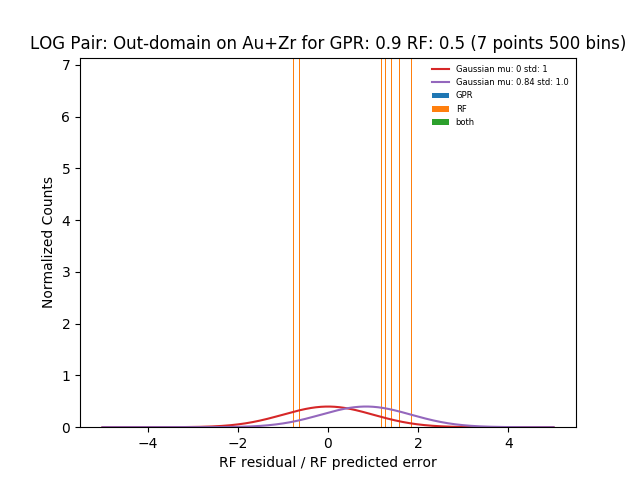 LOG Pair: Out-domain on Au+Zr for GPR: 0.9 RF: 0.5 (7 points 500 bins)
Gaussian mu: 0 std: 1
Gaussian mu: 0.84 std: 1.0
GPR
RF
both
Normalized Counts
7
6
5
4
3
2
1
0
−4 −2 0 2 4
RF residual / RF predicted error